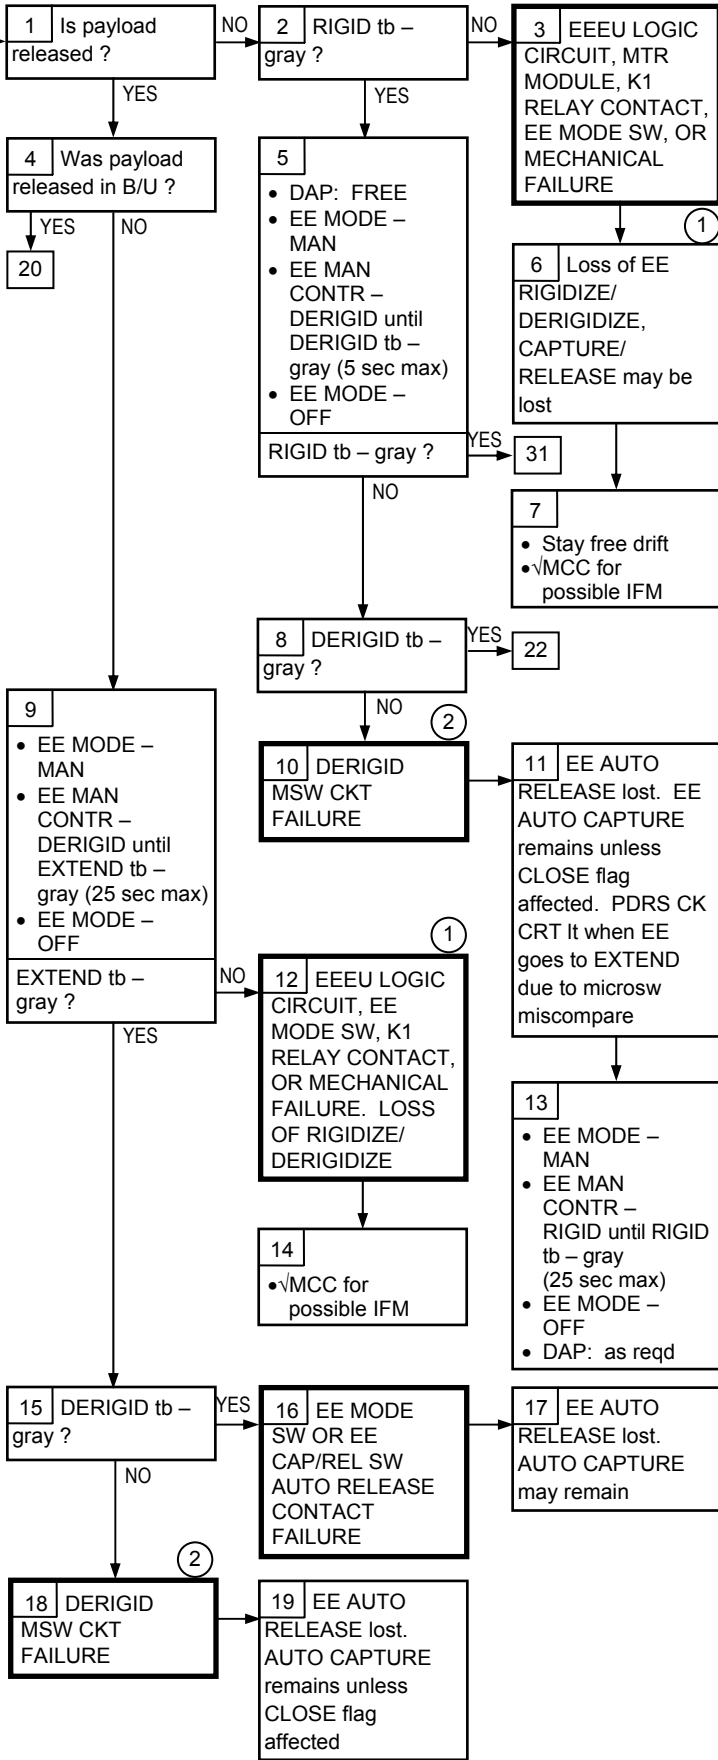 1 Is payload
released ?
NO
YES
2 RIGID tb –
gray ?
NO
YES
3 EEEU LOGIC
CIRCUIT, MTR
MODULE, K1
RELAY CONTACT,
EE MODE SW, OR
MECHANICAL
FAILURE
1
4 Was payload
released in B/U ?
YES
NO
20
5
• DAP: FREE
• EE MODE –
MAN
• EE MAN
CONTR –
DERIGID until
DERIGID tb –
gray (5 sec max)
• EE MODE –
OFF
RIGID tb – gray ?
YES
31
NO
6 Loss of EE
RIGIDIZE/
DERIGIDIZE,
CAPTURE/
RELEASE may be
lost
7
• Stay free drift
•√MCC for
possible IFM
8 DERIGID tb –
gray ?
YES
22
NO
9
• EE MODE –
MAN
• EE MAN
CONTR –
DERIGID until
EXTEND tb –
gray (25 sec max)
• EE MODE –
OFF
EXTEND tb –
gray ?
NO
YES
2
10 DERIGID
MSW CKT
FAILURE
11 EE AUTO
RELEASE lost. EE
AUTO CAPTURE
remains unless
CLOSE flag
affected. PDRS CK
CRT lt when EE
goes to EXTEND
due to microsw
miscompare
1
12 EEEU LOGIC
CIRCUIT, EE
MODE SW, K1
RELAY CONTACT,
OR MECHANICAL
FAILURE. LOSS
OF RIGIDIZE/
DERIGIDIZE
13
• EE MODE –
MAN
• EE MAN
CONTR –
RIGID until RIGID
tb – gray
(25 sec max)
• EE MODE –
OFF
• DAP: as reqd
14
•√MCC for
possible IFM
15 DERIGID tb –
gray ?
YES
NO
16 EE MODE
SW OR EE
CAP/REL SW
AUTO RELEASE
CONTACT
FAILURE
17 EE AUTO
RELEASE lost.
AUTO CAPTURE
may remain
2
18 DERIGID
MSW CKT
FAILURE
19 EE AUTO
RELEASE lost.
AUTO CAPTURE
remains unless
CLOSE flag
affected